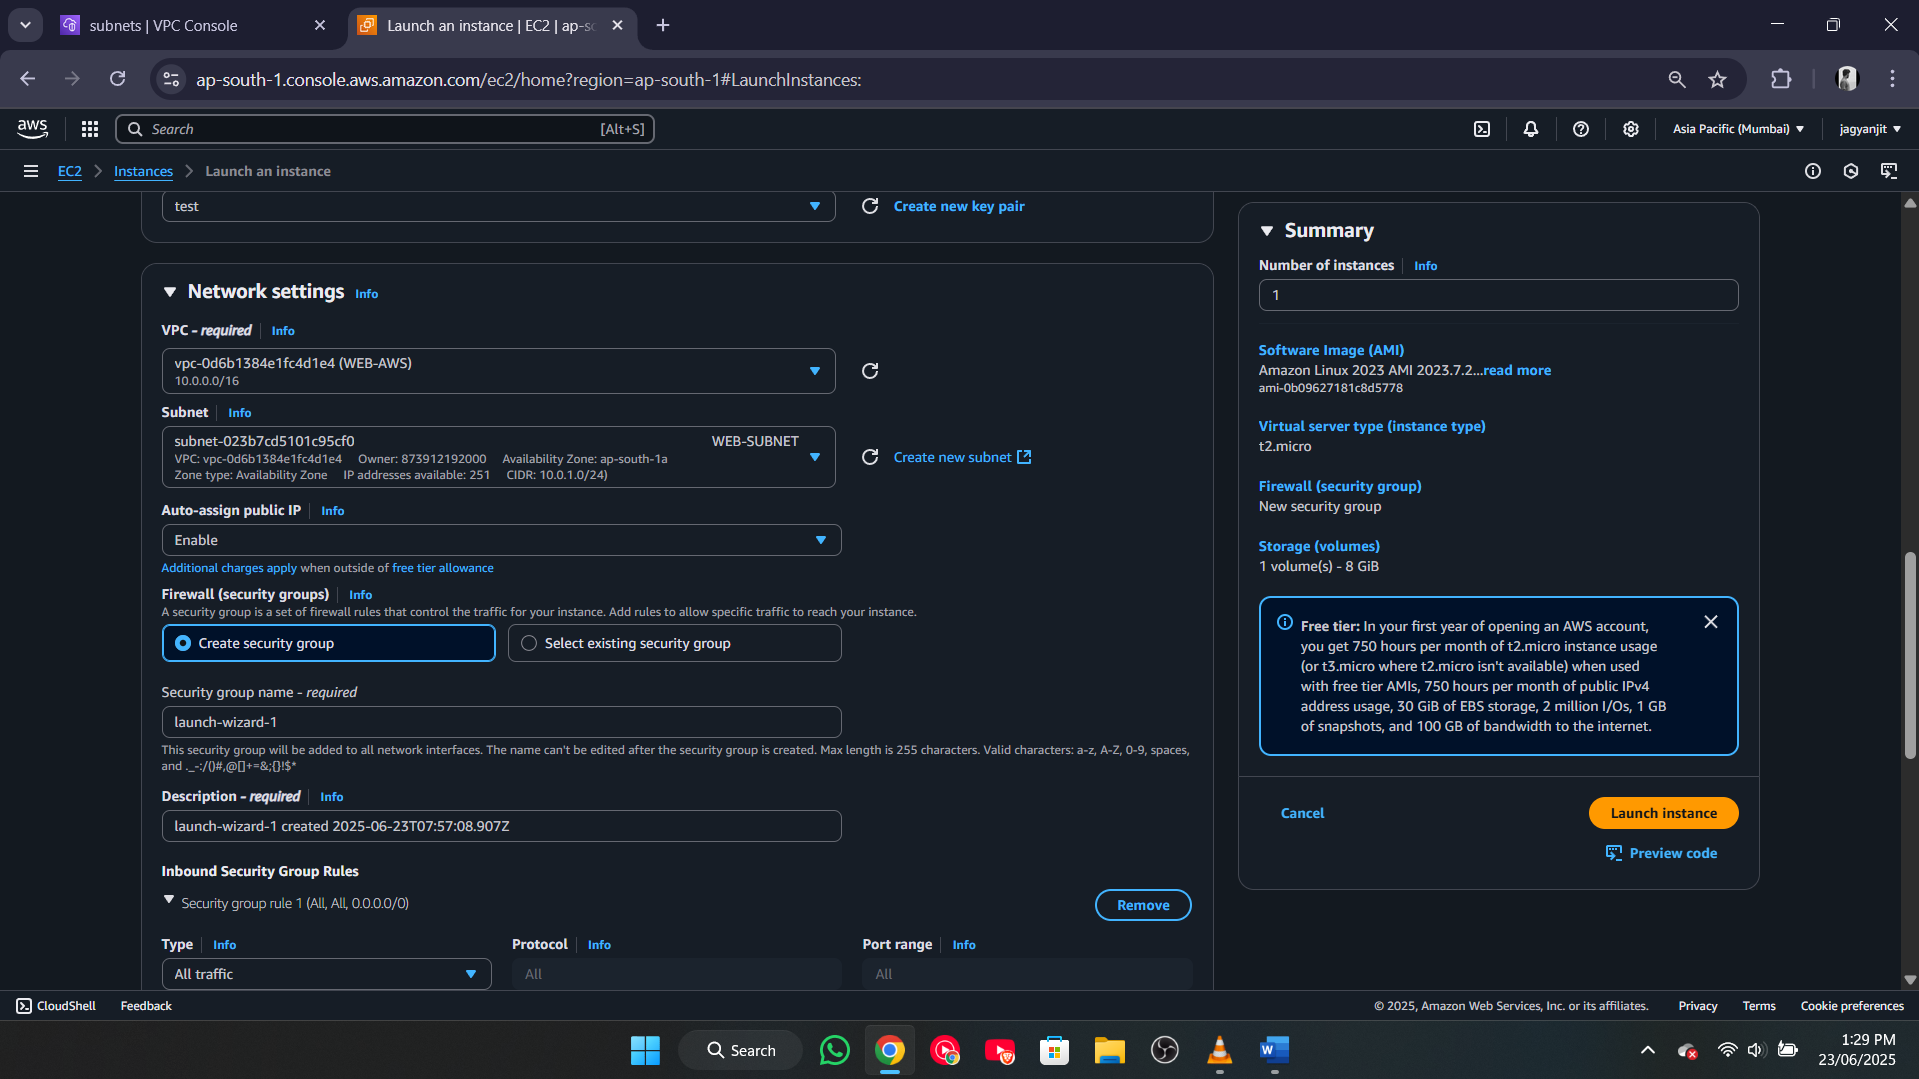 subnets | VPC Console
Launch an instance | EC2 | ap-so
ap-south-1.console.aws.amazon.com/ec2/home?region=ap-south-1#LaunchInstances:
aws
Search
[Alt+S]
Asia Pacific (Mumbai)
jagyanjit
EC2
Instances
Launch an instance
test
Create new key pair
Network settings Info
VPC - required Info
vpc-0d6b1384e1fc4d1e4 (WEB-AWS)
10.0.0.0/16
Subnet Info
subnet-023b7cd5101c95cf0 WEB-SUBNET
VPC: vpc-0d6b1384e1fc4d1e4 Owner: 873912192000 Availability Zone: ap-south-1a
Zone type: Availability Zone IP addresses available: 251 CIDR: 10.0.1.0/24)
Create new subnet
Auto-assign public IP Info
Enable
Additional charges apply when outside of free tier allowance
Firewall (security groups) Info
A security group is a set of firewall rules that control the traffic for your instance. Add rules to allow specific traffic to reach your instance.
Create security group
Select existing security group
Security group name - required
launch-wizard-1
This security group will be added to all network interfaces. The name can't be edited after the security group is created. Max length is 255 characters. Valid characters: a-z, A-Z, 0-9, spaces,
and ._-:/()#,@[]+=&;{}!$*
Description - required Info
launch-wizard-1 created 2025-06-23T07:57:08.907Z
Inbound Security Group Rules
Security group rule 1 (All, All, 0.0.0.0/0)
Remove
Type Info
Protocol Info
Port range Info
All traffic
All
All
Summary
Number of instances Info
1
Software Image (AMI)
Amazon Linux 2023 AMI 2023.7.2...read more
ami-0b09627181c8d5778
Virtual server type (instance type)
t2.micro
Firewall (security group)
New security group
Storage (volumes)
1 volume(s) - 8 GiB
Free tier: In your first year of opening an AWS account,
you get 750 hours per month of t2.micro instance usage
(or t3.micro where t2.micro isn't available) when used
with free tier AMIs, 750 hours per month of public IPv4
address usage, 30 GiB of EBS storage, 2 million I/Os, 1 GB
of snapshots, and 100 GB of bandwidth to the internet.
Cancel
Launch instance
Preview code
CloudShell
Feedback
© 2025, Amazon Web Services, Inc. or its affiliates.
Privacy
Terms
Cookie preferences
Search
1:29 PM
23/06/2025